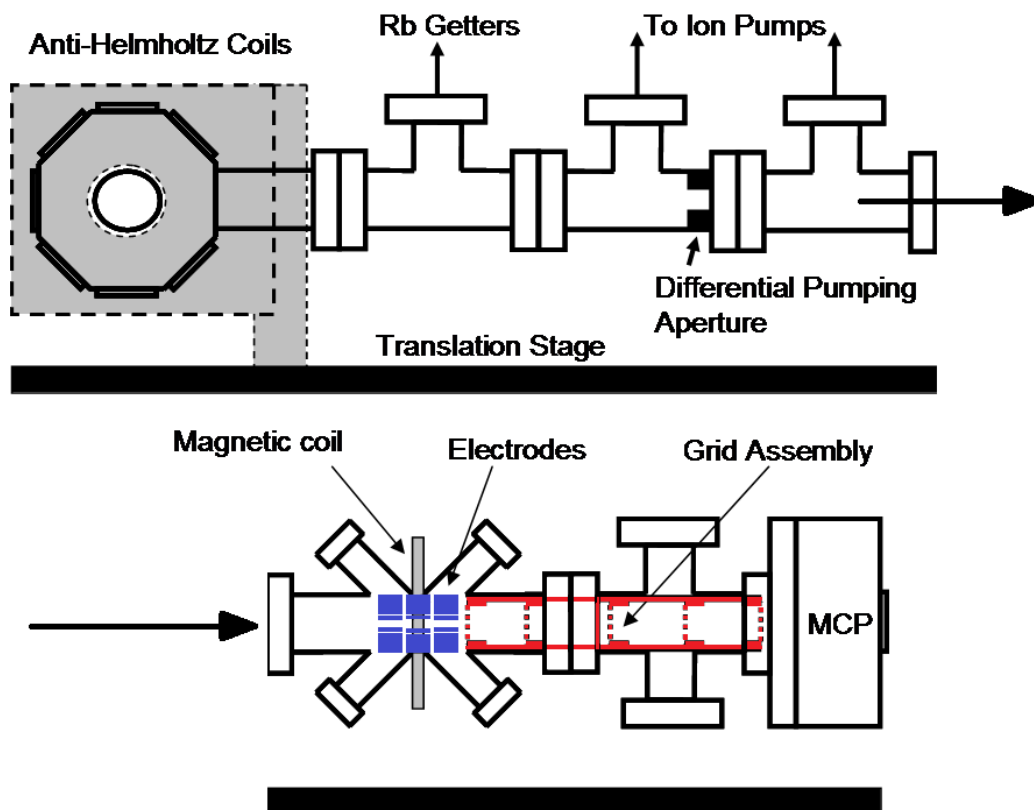 Rb Getters
To Ion Pumps
Anti-Helmholtz Coils
Differential Pumping
Aperture
Translation Stage
Magnetic coil
Electrodes
Grid Assembly
MCP